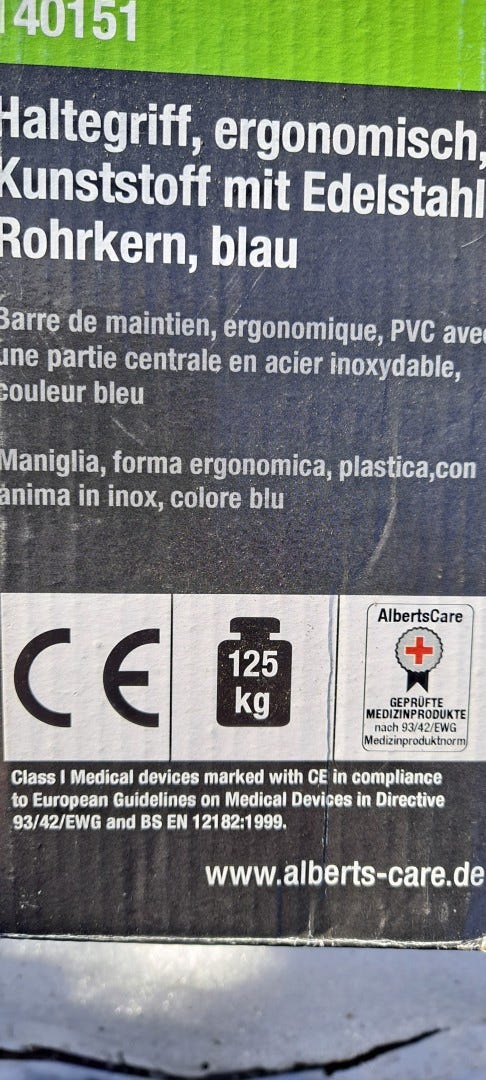 140151
Haltegriff, ergonomisch,
Kunststoff mit Edelstahl
Rohrkern, blau
Barre de maintien, ergonomique, PVC avec
une partie centrale en acier inoxydable,
couleur bleu
Maniglia, forma ergonomica, plastica,con
anima in inox, colore blu
CE
125
kg
AlbertsCare
GEPRÜFTE
MEDIZINPRODUKTE
nach 93/42/EWG
Medizinproduktnorm
Class I Medical devices marked with CE in compliance
to European Guidelines on Medical Devices in Directive
93/42/EWG and BS EN 12182:1999.
www.alberts-care.de